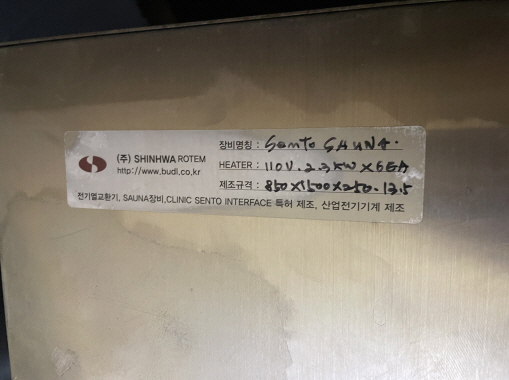 (주) SHINHWA ROTEM
http://www.budl.co.kr
장비명칭 : Sento SAUNA.
HEATER : 110V. 2.3KW X 6EA
제조규격 : 850X1500X250. 13.5
전기열교환기, SAUNA장비,CLINIC SENTO INTERFACE 특허 제조, 산업전기기계 제조